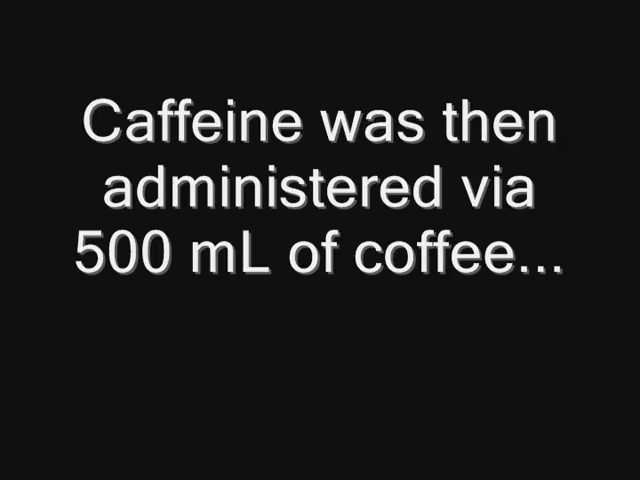 Caffeine was then
administered via
500 mL of coffee...